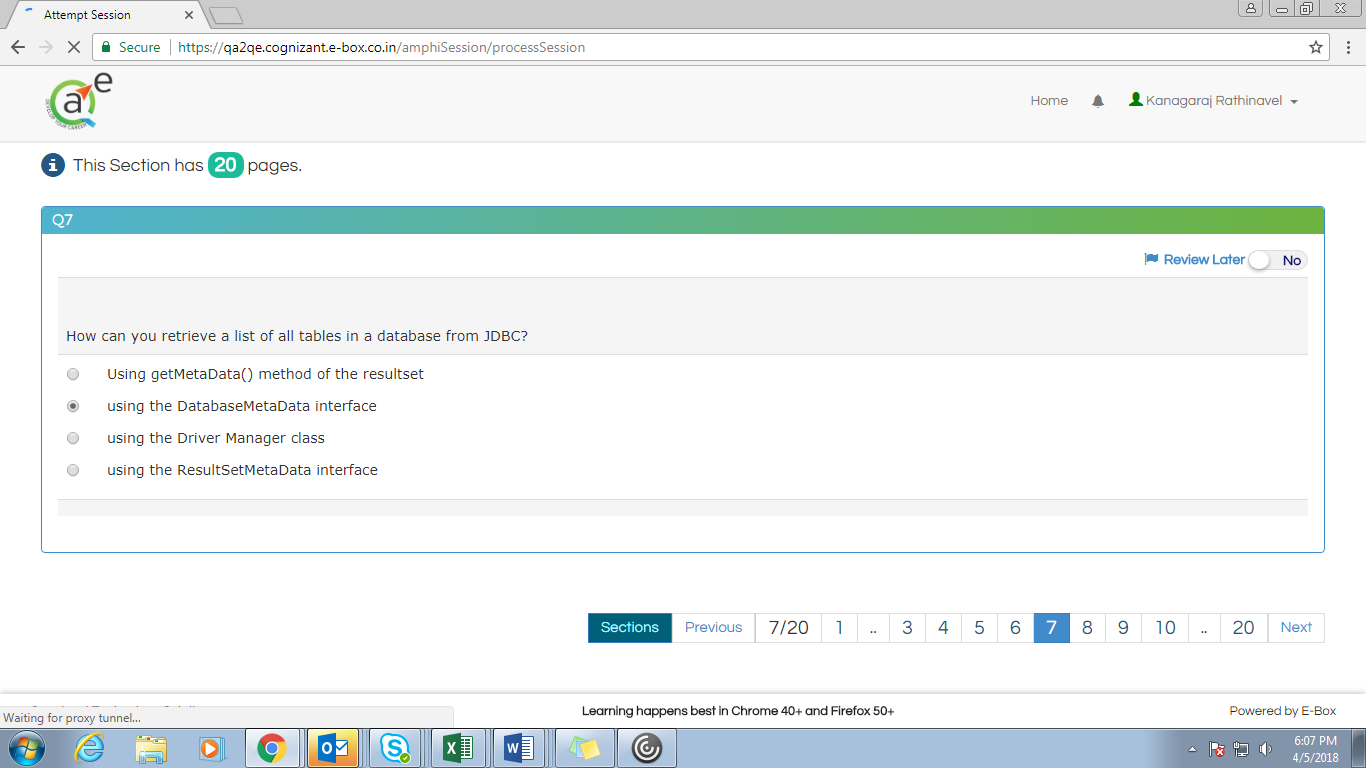 Attempt Session
Secure https://qa2qe.cognizant.e-box.co.in/amphiSession/processSession
a e
Home Kanagaraj Rathinavel
This Section has 20 pages.
Q7
Review Later No
How can you retrieve a list of all tables in a database from JDBC?
Using getMetaData() method of the resultset
using the DatabaseMetaData interface
using the Driver Manager class
using the ResultSetMetaData interface
Sections Previous 7/20 1 .. 3 4 5 6 7 8 9 10 .. 20 Next
Waiting for proxy tunnel... Learning happens best in Chrome 40+ and Firefox 50+ Powered by E-Box
6:07 PM
4/5/2018